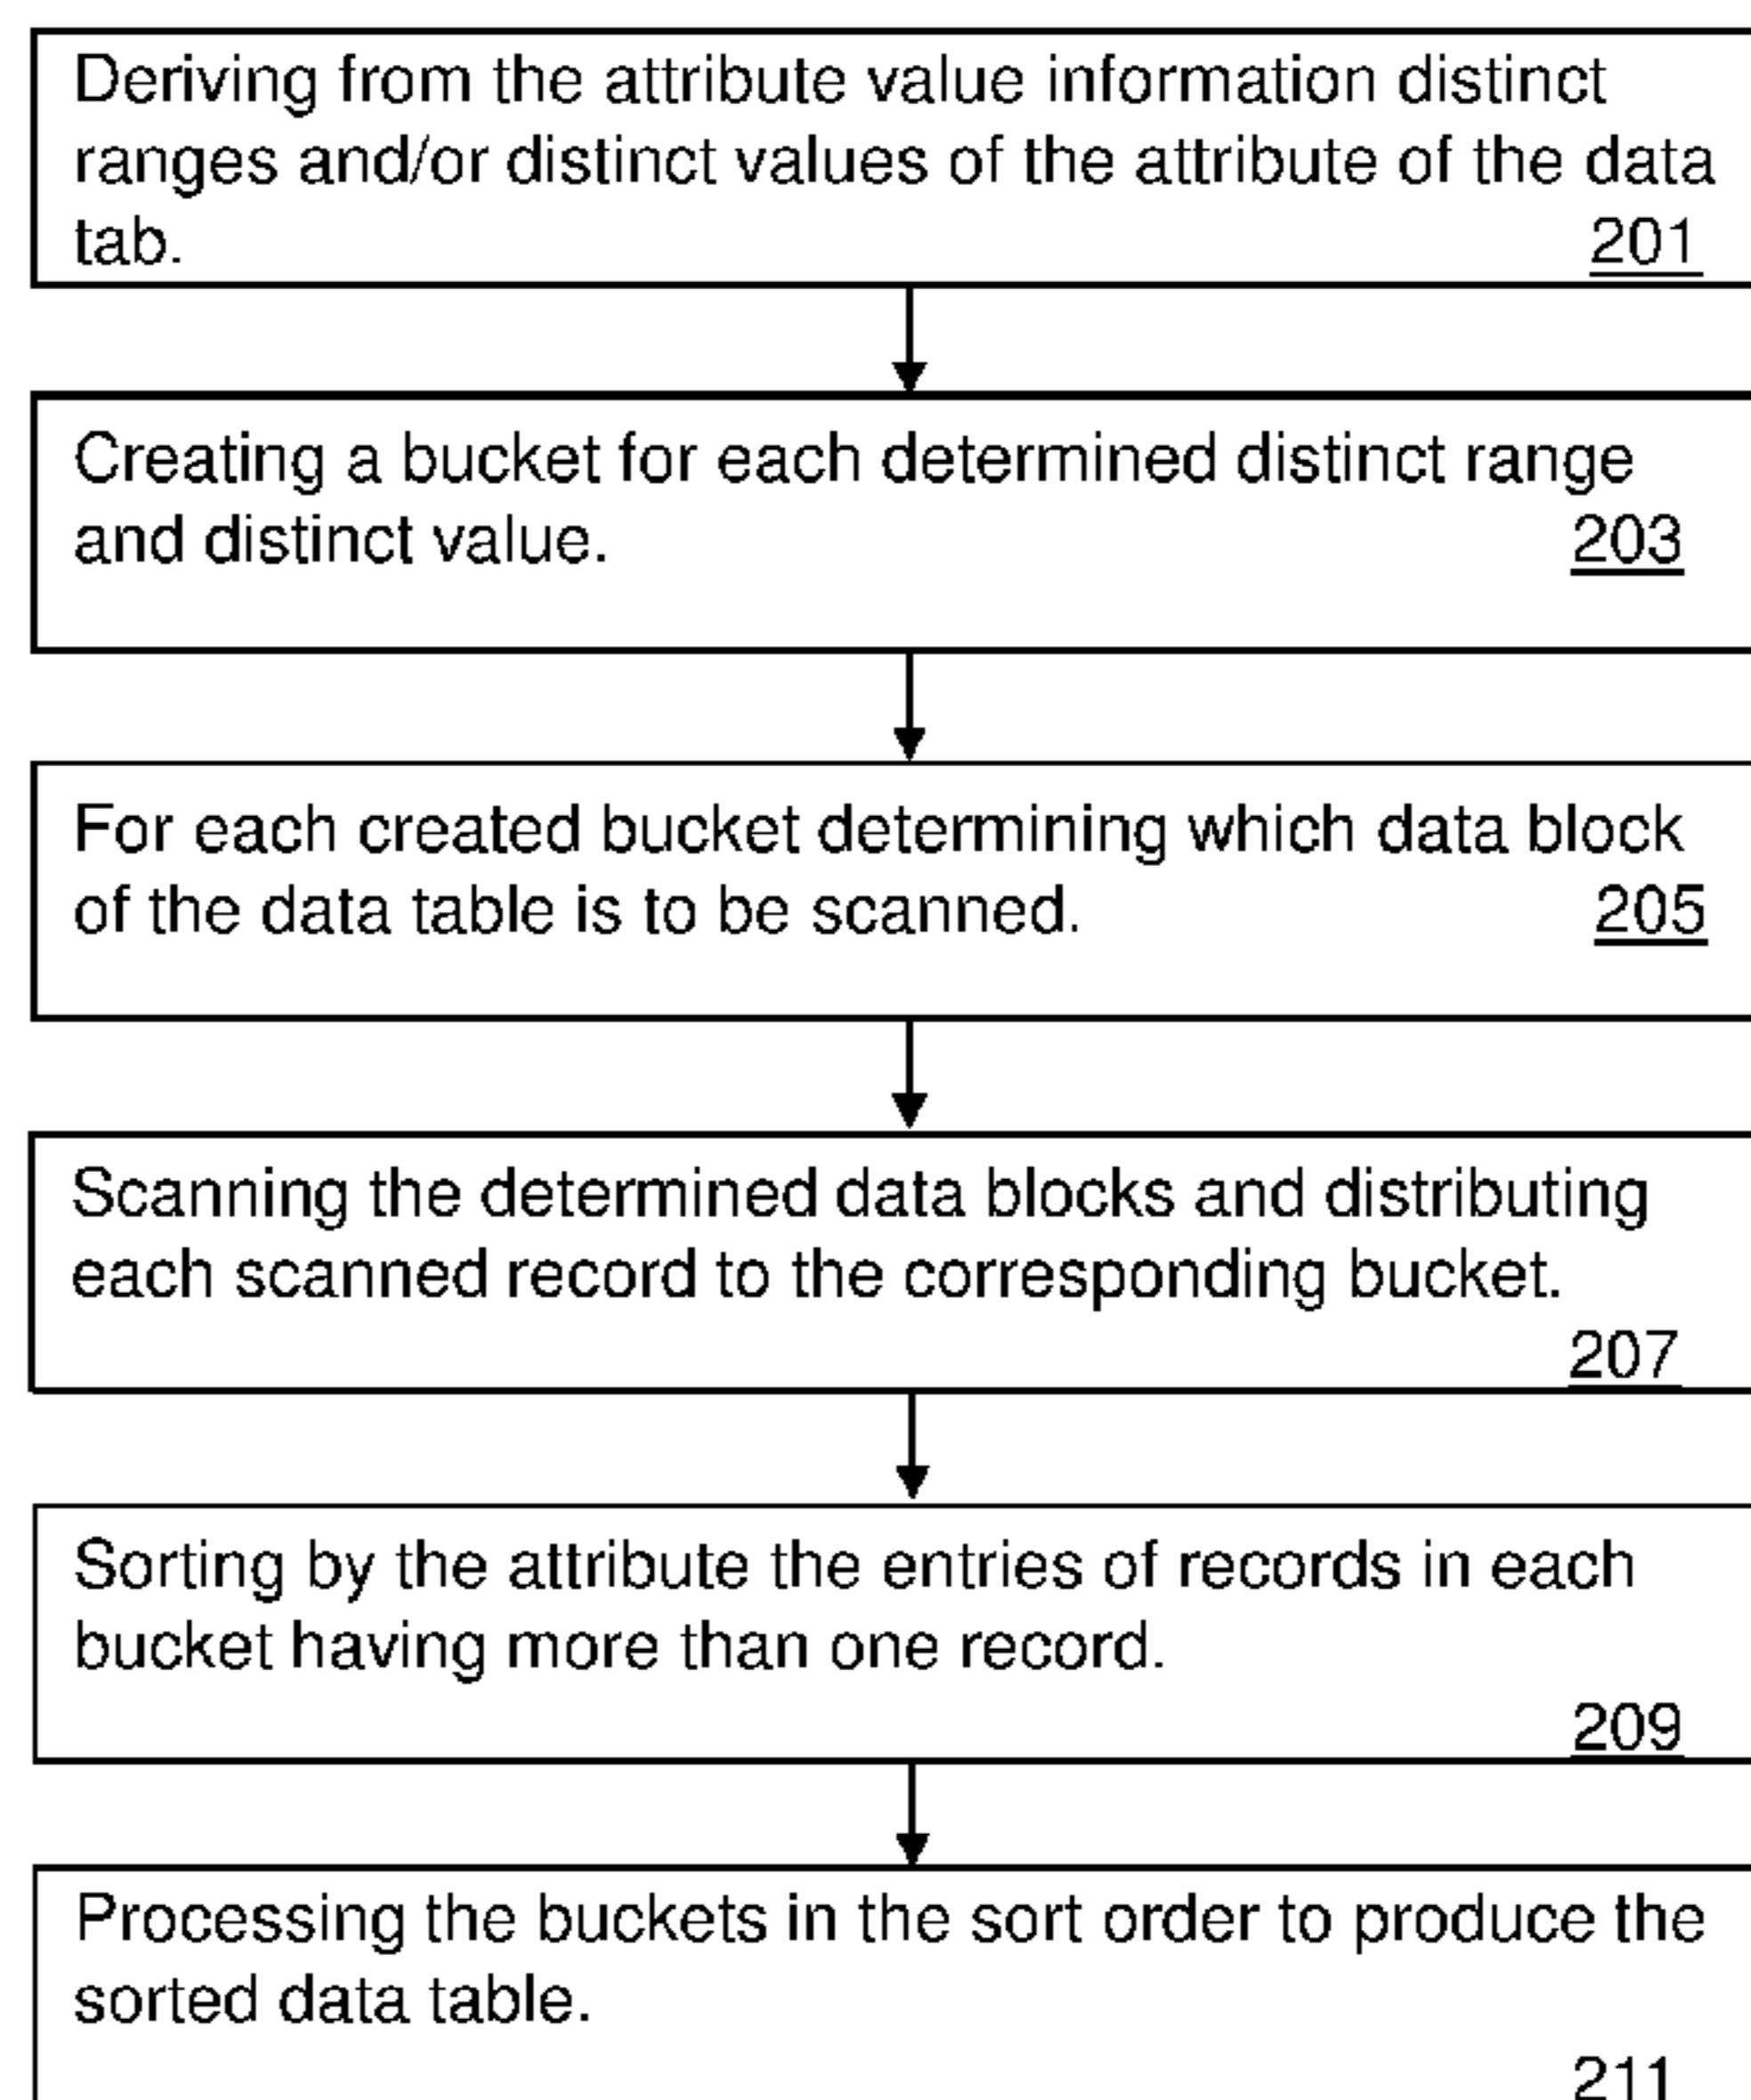 Deriving from the attribute value information distinct
ranges and/or distinct values of the attribute of the data
tab. 201
Creating a bucket for each determined distinct range
and distinct value. 203
For each created bucket determining which data block
of the data table is to be scanned. 205
Scanning the determined data blocks and distributing
each scanned record to the corresponding bucket.
207
Sorting by the attribute the entries of records in each
bucket having more than one record.
209
Processing the buckets in the sort order to produce the
sorted data table.
211